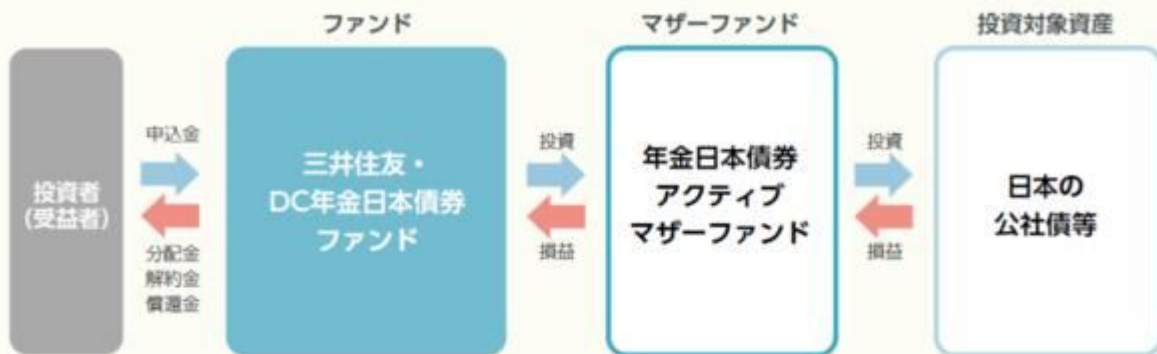 ファンド
マザーファンド
投資対象資産
投資者
(受益者)
申込金
分配金
解約金
償還金
三井住友・
DC年金日本債券
ファンド
投資
損益
年金日本債券
アクティブ
マザーファンド
投資
損益
日本の
公社債等